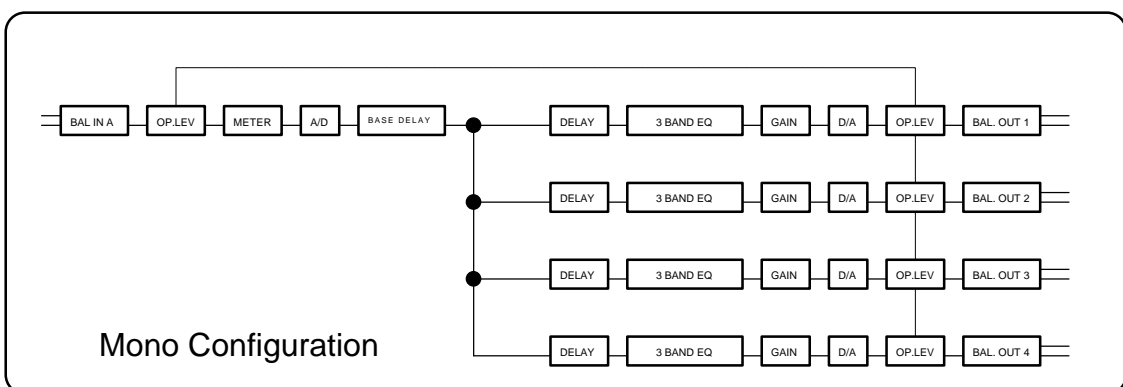 BAL IN A OP.LEV METER A/D BASE DELAY DELAY 3 BAND EQ GAIN D/A OP.LEV BAL. OUT 1
DELAY 3 BAND EQ GAIN D/A OP.LEV BAL. OUT 2
DELAY 3 BAND EQ GAIN D/A OP.LEV BAL. OUT 3
Mono Configuration
DELAY 3 BAND EQ GAIN D/A OP.LEV BAL. OUT 4